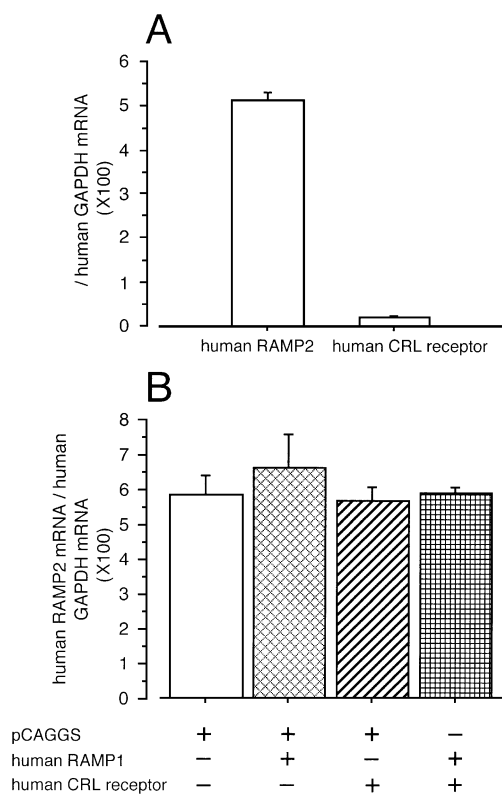 A
/ human GAPDH mRNA
(X100)
6
5
4
3
2
1
0
human RAMP2 human CRL receptor
B
human RAMP2 mRNA / human
GAPDH mRNA
(X100)
8
7
6
5
4
3
2
1
0
pCAGGS + + + −
human RAMP1 − + − +
human CRL receptor − − + +